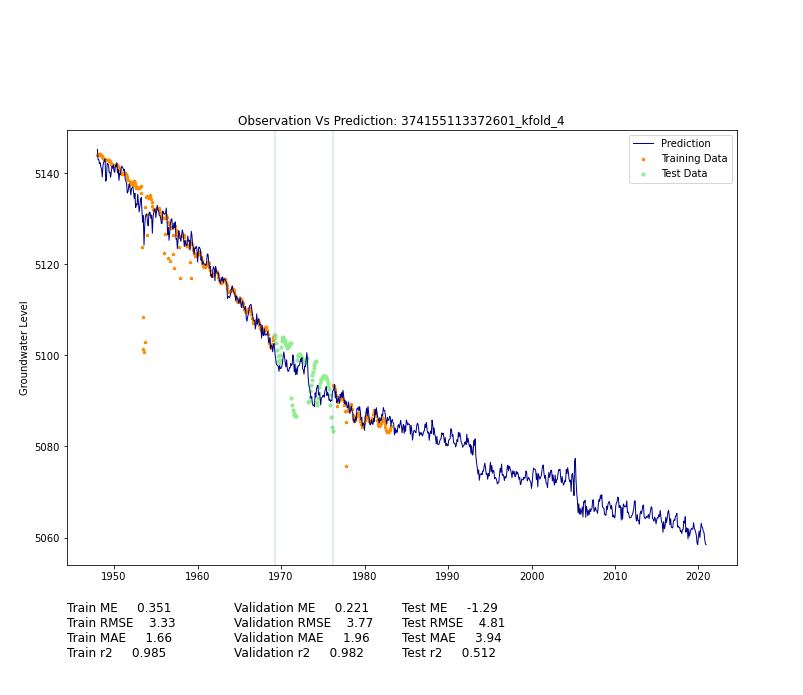 Observation Vs Prediction: 374155113372601_kfold_4
Prediction
Training Data
Test Data
Groundwater Level
5140
5120
5100
5080
5060
1950 1960 1970 1980 1990 2000 2010 2020
Train ME 0.351 Validation ME 0.221 Test ME -1.29
Train RMSE 3.33 Validation RMSE 3.77 Test RMSE 4.81
Train MAE 1.66 Validation MAE 1.96 Test MAE 3.94
Train r2 0.985 Validation r2 0.982 Test r2 0.512